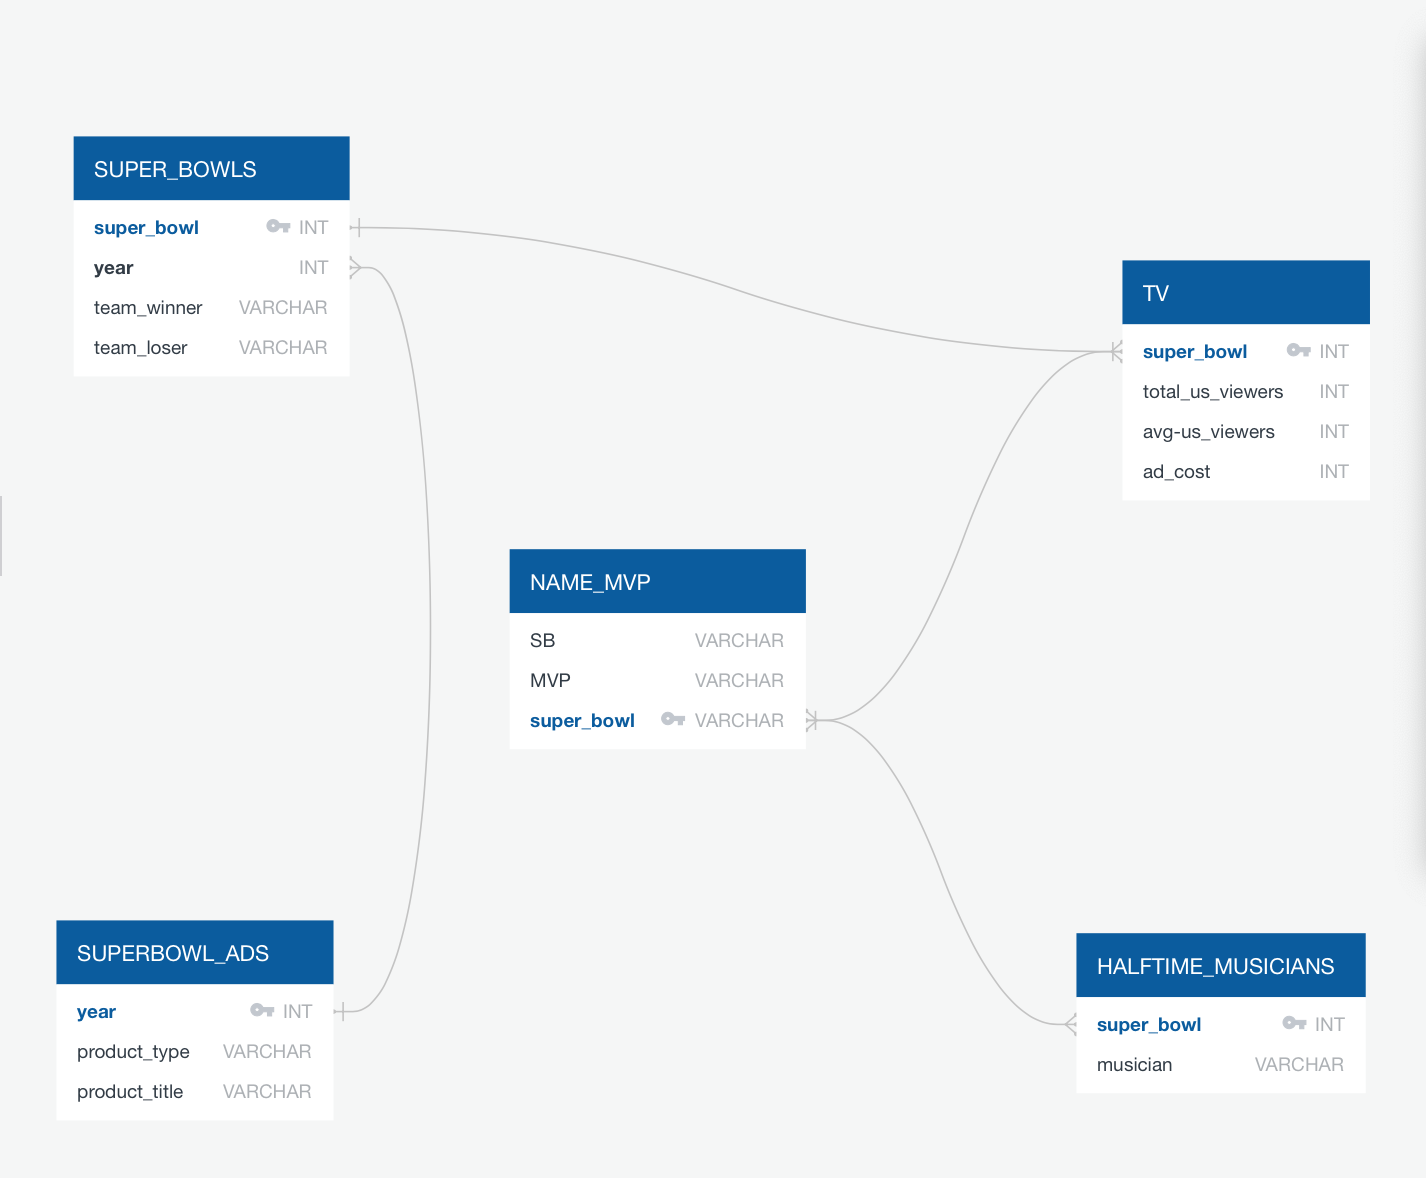 SUPER_BOWLS
super_bowl INT
year INT
team_winner VARCHAR
team_loser VARCHAR
TV
super_bowl INT
total_us_viewers INT
avg-us_viewers INT
ad_cost INT
NAME_MVP
SB VARCHAR
MVP VARCHAR
super_bowl VARCHAR
SUPERBOWL_ADS
year INT
product_type VARCHAR
product_title VARCHAR
HALFTIME_MUSICIANS
super_bowl INT
musician VARCHAR